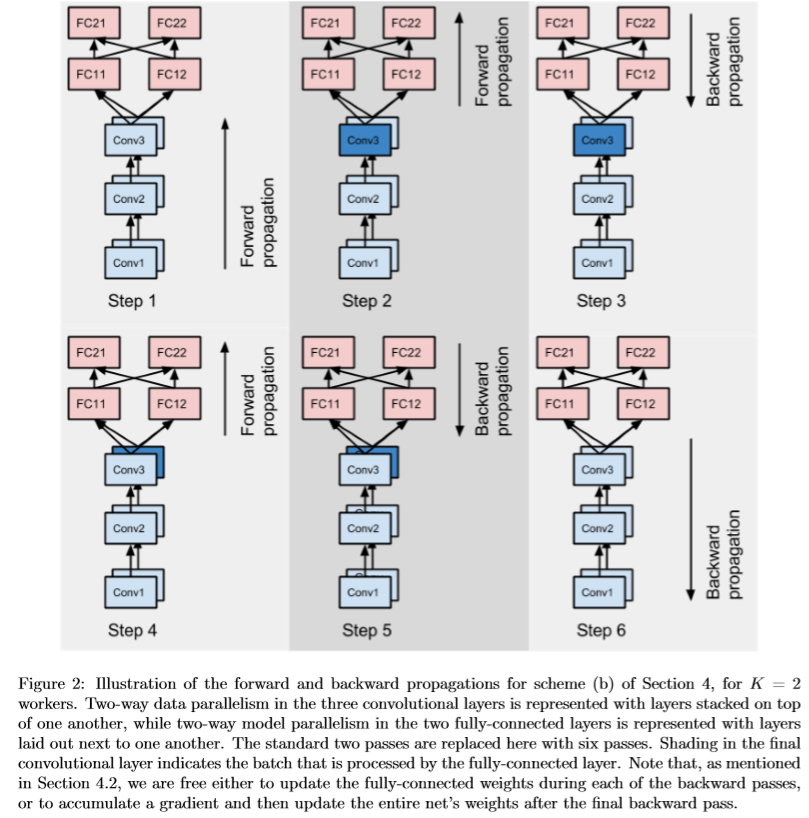 FC21 FC22
FC11 FC12
Conv3
Conv2
Conv1
Forward
propagation
Step 1
FC21 FC22
FC11 FC12
Conv3
Conv2
Conv1
Forward
propagation
Step 2
FC21 FC22
FC11 FC12
Conv3
Conv2
Conv1
Backward
propagation
Step 3
FC21 FC22
FC11 FC12
Conv3
Conv2
Conv1
Forward
propagation
Step 4
FC21 FC22
FC11 FC12
Conv3
Conv2
Conv1
Backward
propagation
Step 5
FC21 FC22
FC11 FC12
Conv3
Conv2
Conv1
Backward
propagation
Step 6
Figure 2: Illustration of the forward and backward propagations for scheme (b) of Section 4, for K = 2
workers. Two-way data parallelism in the three convolutional layers is represented with layers stacked on top
of one another, while two-way model parallelism in the two fully-connected layers is represented with layers
laid out next to one another. The standard two passes are replaced here with six passes. Shading in the final
convolutional layer indicates the batch that is processed by the fully-connected layer. Note that, as mentioned
in Section 4.2, we are free either to update the fully-connected weights during each of the backward passes,
or to accumulate a gradient and then update the entire net's weights after the final backward pass.